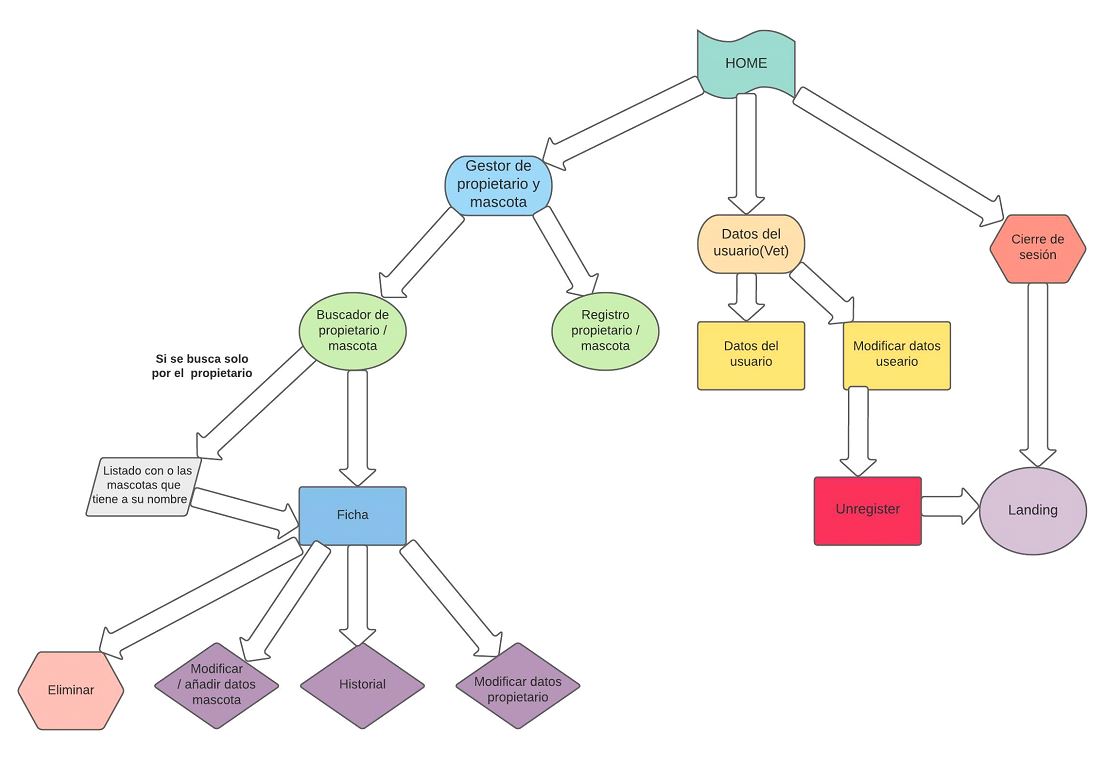 HOME
Gestor de
propietario y
mascota
Datos del
usuario(Vet)
Cierre de
sesión
Buscador de
propietario /
mascota
Registro
propietario /
mascota
Datos del
usuario
Modificar datos
useario
Si se busca solo
por el propietario
Listado con o las
mascotas que
tiene a su nombre
Ficha
Unregister
Landing
Eliminar
Modificar
/ añadir datos
mascota
Historial
Modificar datos
propietario